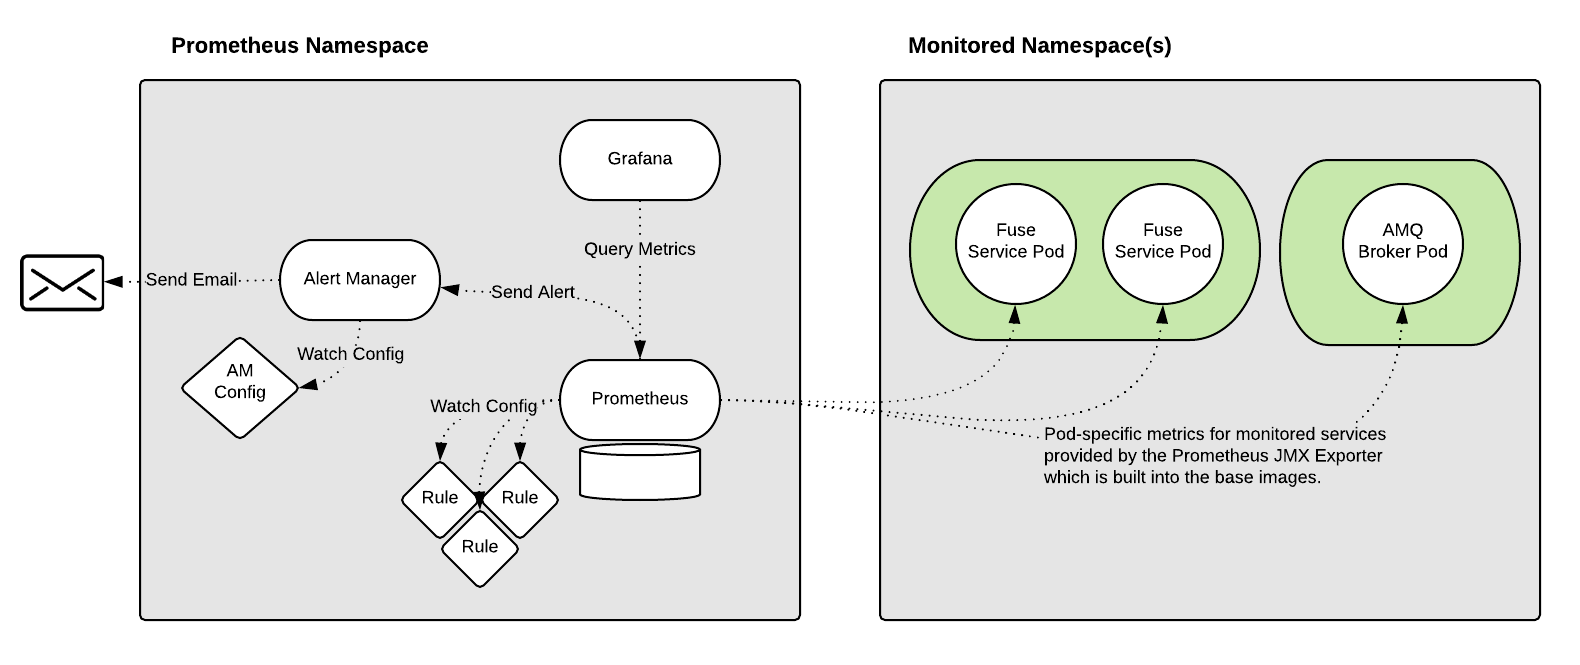 Prometheus Namespace
Monitored Namespace(s)
Grafana
Query Metrics
Send Email
Alert Manager
Send Alert
Watch Config
AM
Config
Prometheus
Watch Config
Rule
Rule
Rule
Fuse
Service Pod
Fuse
Service Pod
AMQ
Broker Pod
Pod-specific metrics for monitored services
provided by the Prometheus JMX Exporter
which is built into the base images.